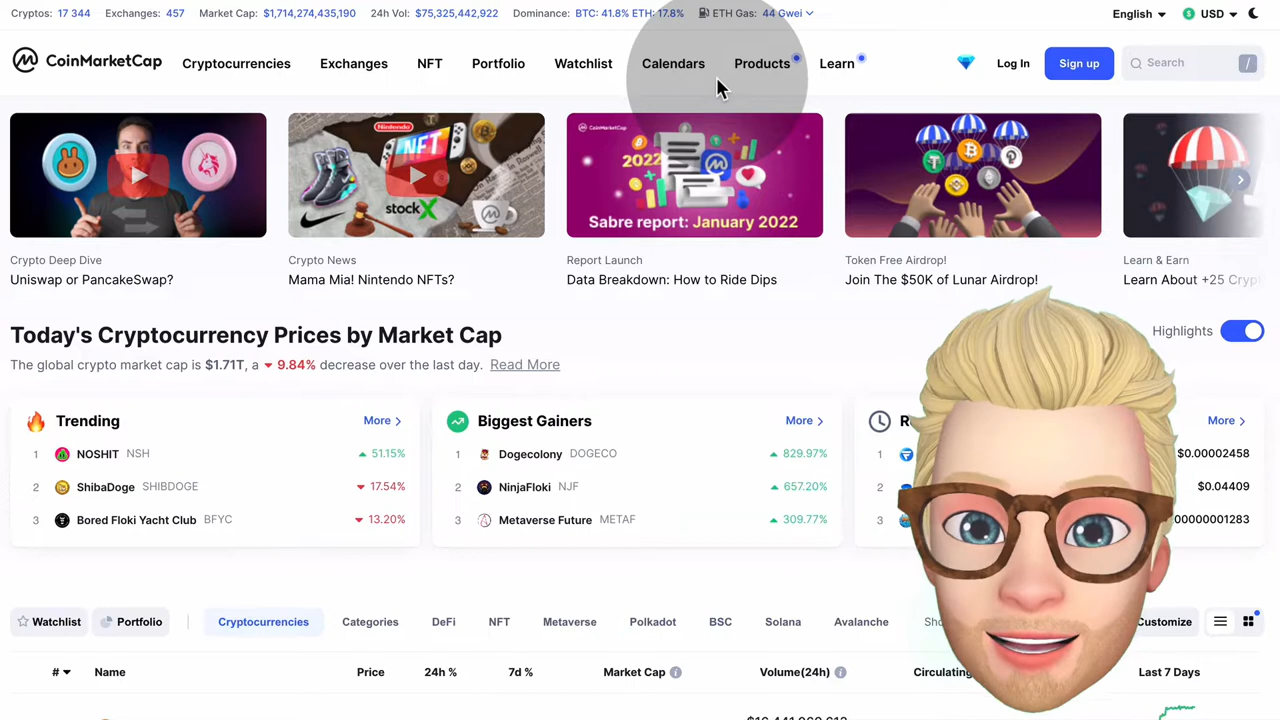 Cryptos: 17 344 Exchanges: 457 Market Cap: $1,714,274,435,190 24h Vol: $75,325,442,922 Dominance: BTC: 41.8% ETH: 17.8% ETH Gas: 44 Gwei English USD
CoinMarketCap Cryptocurrencies Exchanges NFT Portfolio Watchlist Calendars Products Learn Log In Sign up Search /
Nintendo
NFT
stockX
CoinMarketCap
2022
Sabre report: January 2022
Crypto Deep Dive
Uniswap or PancakeSwap?
Crypto News
Mama Mia! Nintendo NFTs?
Report Launch
Data Breakdown: How to Ride Dips
Token Free Airdrop!
Join The $50K of Lunar Airdrop!
Learn & Earn
Learn About +25
Today's Cryptocurrency Prices by Market Cap
Highlights
The global crypto market cap is $1.71T, a 9.84% decrease over the last day. Read More
Trending More
1 NOSHIT NSH 51.15%
2 ShibaDoge SHIBDOGE 17.54%
3 Bored Floki Yacht Club BFYC 13.20%
Biggest Gainers More
1 Dogecolony DOGECO 829.97%
2 NinjaFloki NJF 657.20%
3 Metaverse Future METAF 309.77%
More
1 $0.00002458
2 $0.04409
3 00000001283
Watchlist Portfolio Cryptocurrencies Categories DeFi NFT Metaverse Polkadot BSC Solana Avalanche Customize
# Name Price 24h % 7d % Market Cap Volume(24h) Circulating Last 7 Days